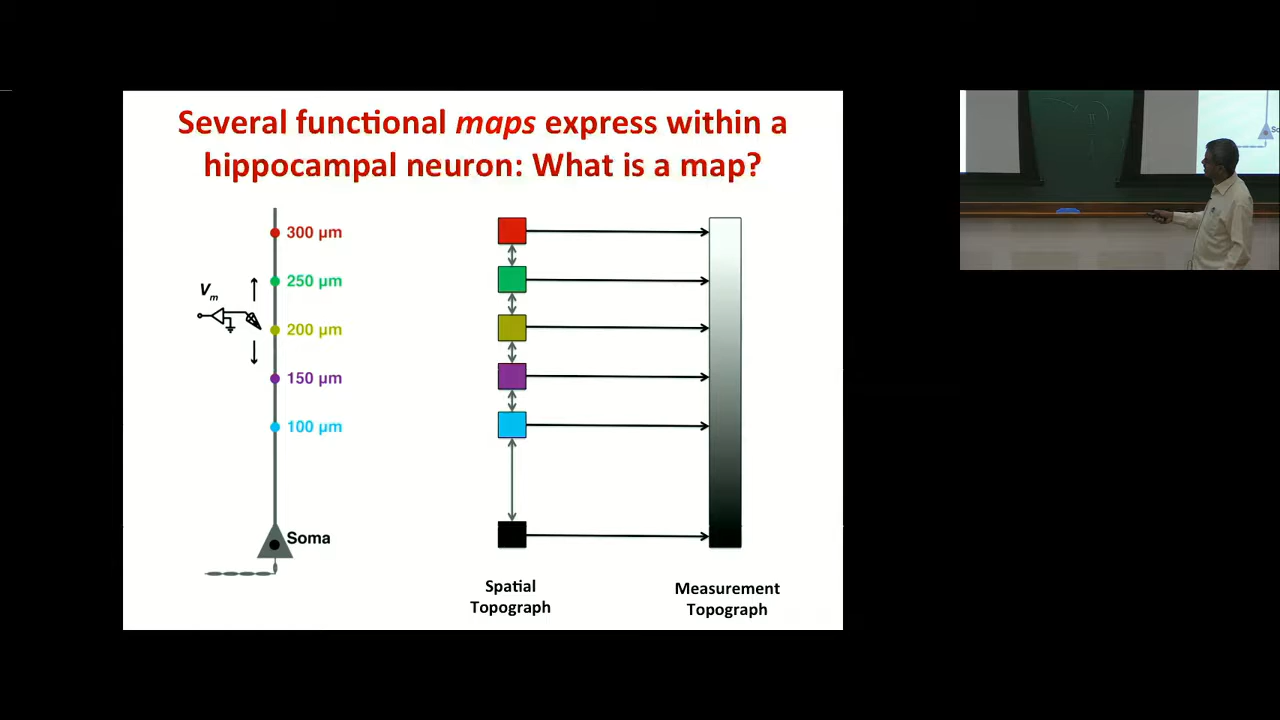 Several functional maps express within a
hippocampal neuron: What is a map?
300 µm
250 µm
Vm
200 µm
150 µm
100 µm
Soma
Spatial
Topograph
Measurement
Topograph